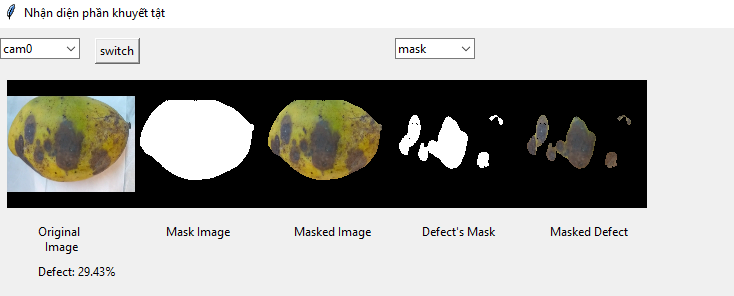 Nhận diện phần khuyết tật
cam0
switch
mask
Original
Image
Mask Image
Masked Image
Defect's Mask
Masked Defect
Defect: 29.43%